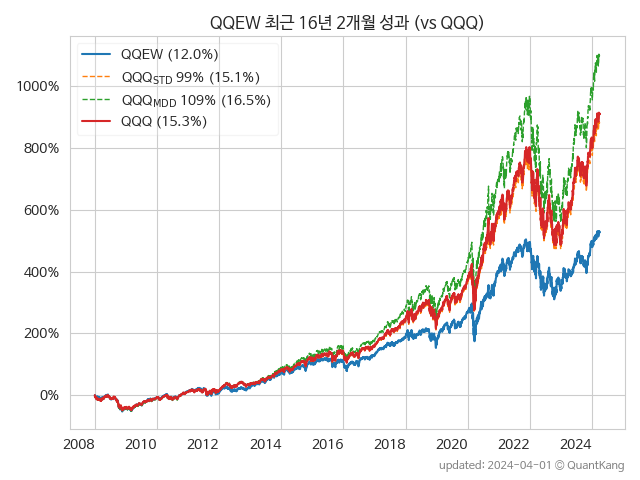 QQEW 최근 16년 2개월 성과 (vs QQQ)
QQEW (12.0%)
QQQSTD 99% (15.1%)
QQQMDD 109% (16.5%)
QQQ (15.3%)
1000%
800%
600%
400%
200%
0%
2008 2010 2012 2014 2016 2018 2020 2022 2024
updated: 2024-04-01 © QuantKang